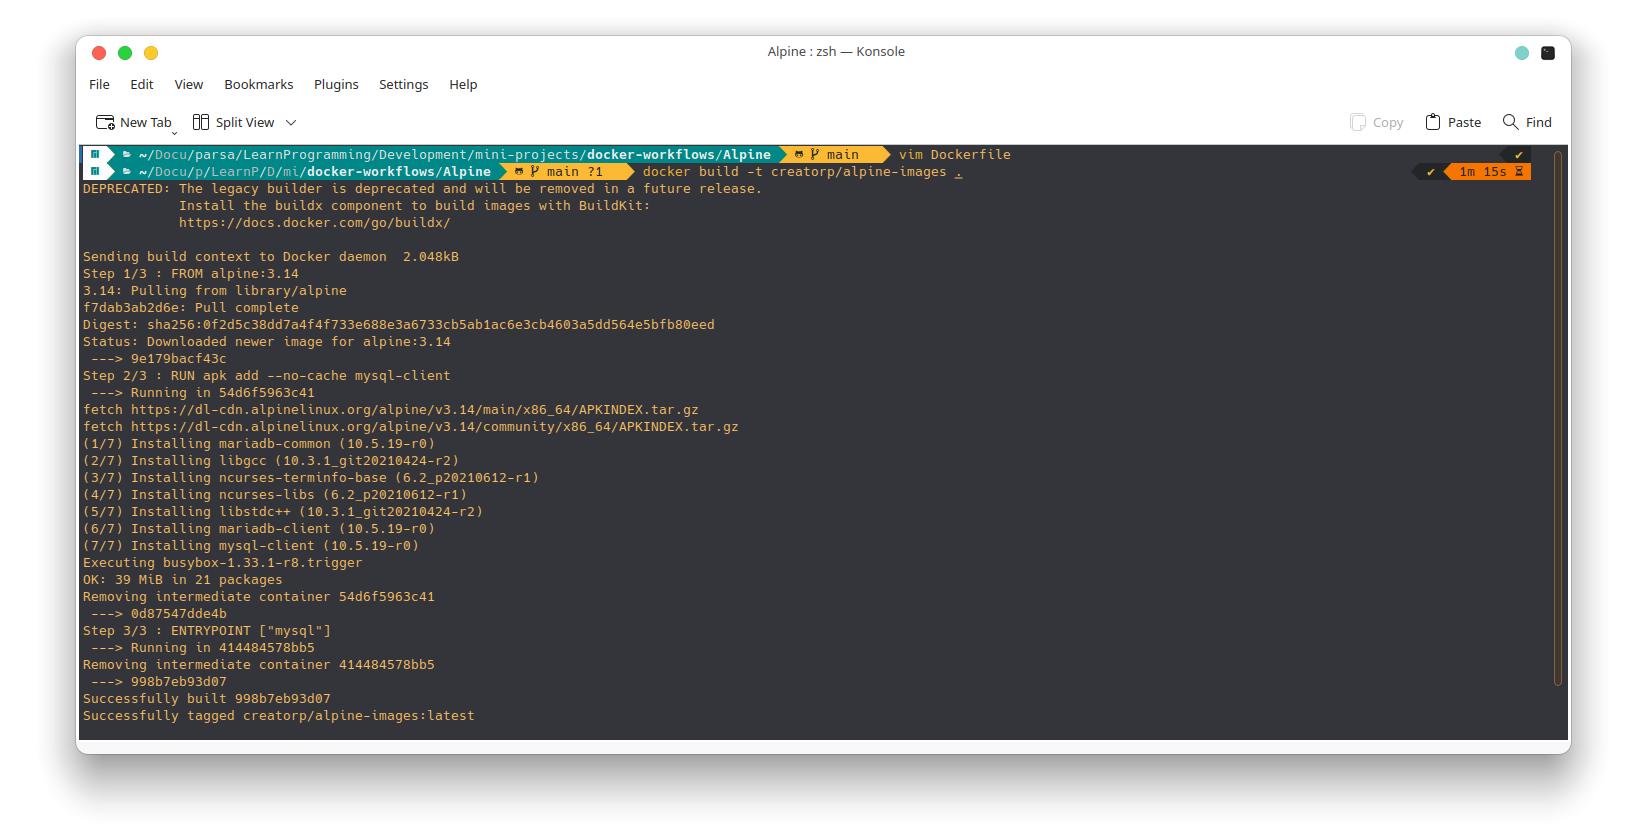 Alpine : zsh — Konsole
File Edit View Bookmarks Plugins Settings Help
New Tab Split View Copy Paste Find
~/Docu/parsa/LearnProgramming/Development/mini-projects/docker-workflows/Alpine main vim Dockerfile ✔
~/Docu/p/LearnP/D/mi/docker-workflows/Alpine main ?1 docker build -t creatorp/alpine-images . ✔ 1m 15s
DEPRECATED: The legacy builder is deprecated and will be removed in a future release.
Install the buildx component to build images with BuildKit:
https://docs.docker.com/go/buildx/
Sending build context to Docker daemon  2.048kB
Step 1/3 : FROM alpine:3.14
3.14: Pulling from library/alpine
f7dab3ab2d6e: Pull complete
Digest: sha256:0f2d5c38dd7a4f4f733e688e3a6733cb5ab1ac6e3cb4603a5dd564e5bfb80eed
Status: Downloaded newer image for alpine:3.14
---> 9e179bacf43c
Step 2/3 : RUN apk add --no-cache mysql-client
---> Running in 54d6f5963c41
fetch https://dl-cdn.alpinelinux.org/alpine/v3.14/main/x86_64/APKINDEX.tar.gz
fetch https://dl-cdn.alpinelinux.org/alpine/v3.14/community/x86_64/APKINDEX.tar.gz
(1/7) Installing mariadb-common (10.5.19-r0)
(2/7) Installing libgcc (10.3.1_git20210424-r2)
(3/7) Installing ncurses-terminfo-base (6.2_p20210612-r1)
(4/7) Installing ncurses-libs (6.2_p20210612-r1)
(5/7) Installing libstdc++ (10.3.1_git20210424-r2)
(6/7) Installing mariadb-client (10.5.19-r0)
(7/7) Installing mysql-client (10.5.19-r0)
Executing busybox-1.33.1-r8.trigger
OK: 39 MiB in 21 packages
Removing intermediate container 54d6f5963c41
---> 0d87547dde4b
Step 3/3 : ENTRYPOINT ["mysql"]
---> Running in 414484578bb5
Removing intermediate container 414484578bb5
---> 998b7eb93d07
Successfully built 998b7eb93d07
Successfully tagged creatorp/alpine-images:latest